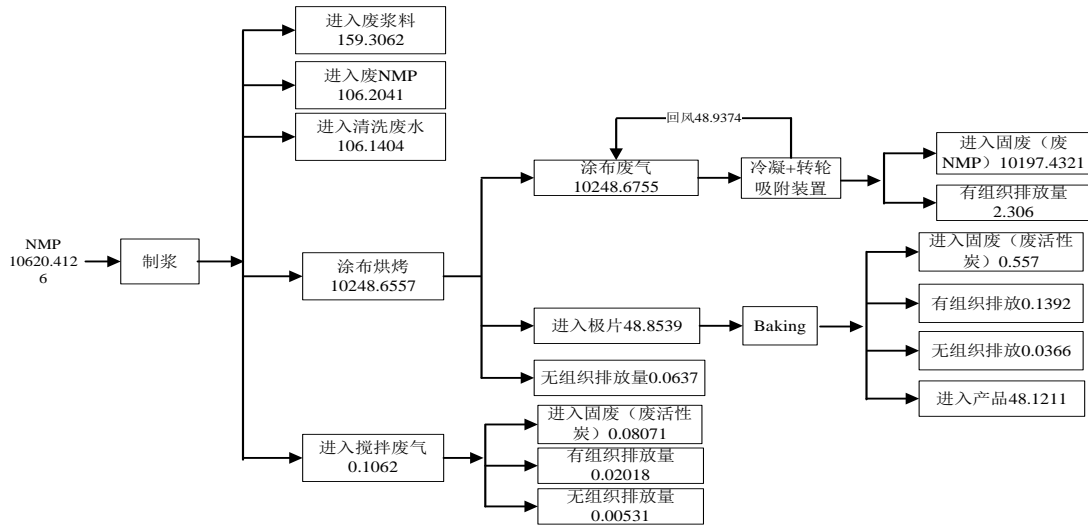 进入废浆料
159.3062
进入废NMP
106.2041
进入清洗废水
106.1404
回风48.9374
涂布废气
10248.6755
冷凝+转轮
吸附装置
进入固废（废
NMP）10197.4321
有组织排放量
2.306
NMP
10620.412
6
制浆
涂布烘烤
10248.6557
进入极片48.8539
Baking
进入固废（废活性
炭）0.557
有组织排放0.1392
无组织排放0.0366
进入产品48.1211
无组织排放量0.0637
进入搅拌废气
0.1062
进入固废（废活性
炭）0.08071
有组织排放量
0.02018
无组织排放量
0.00531